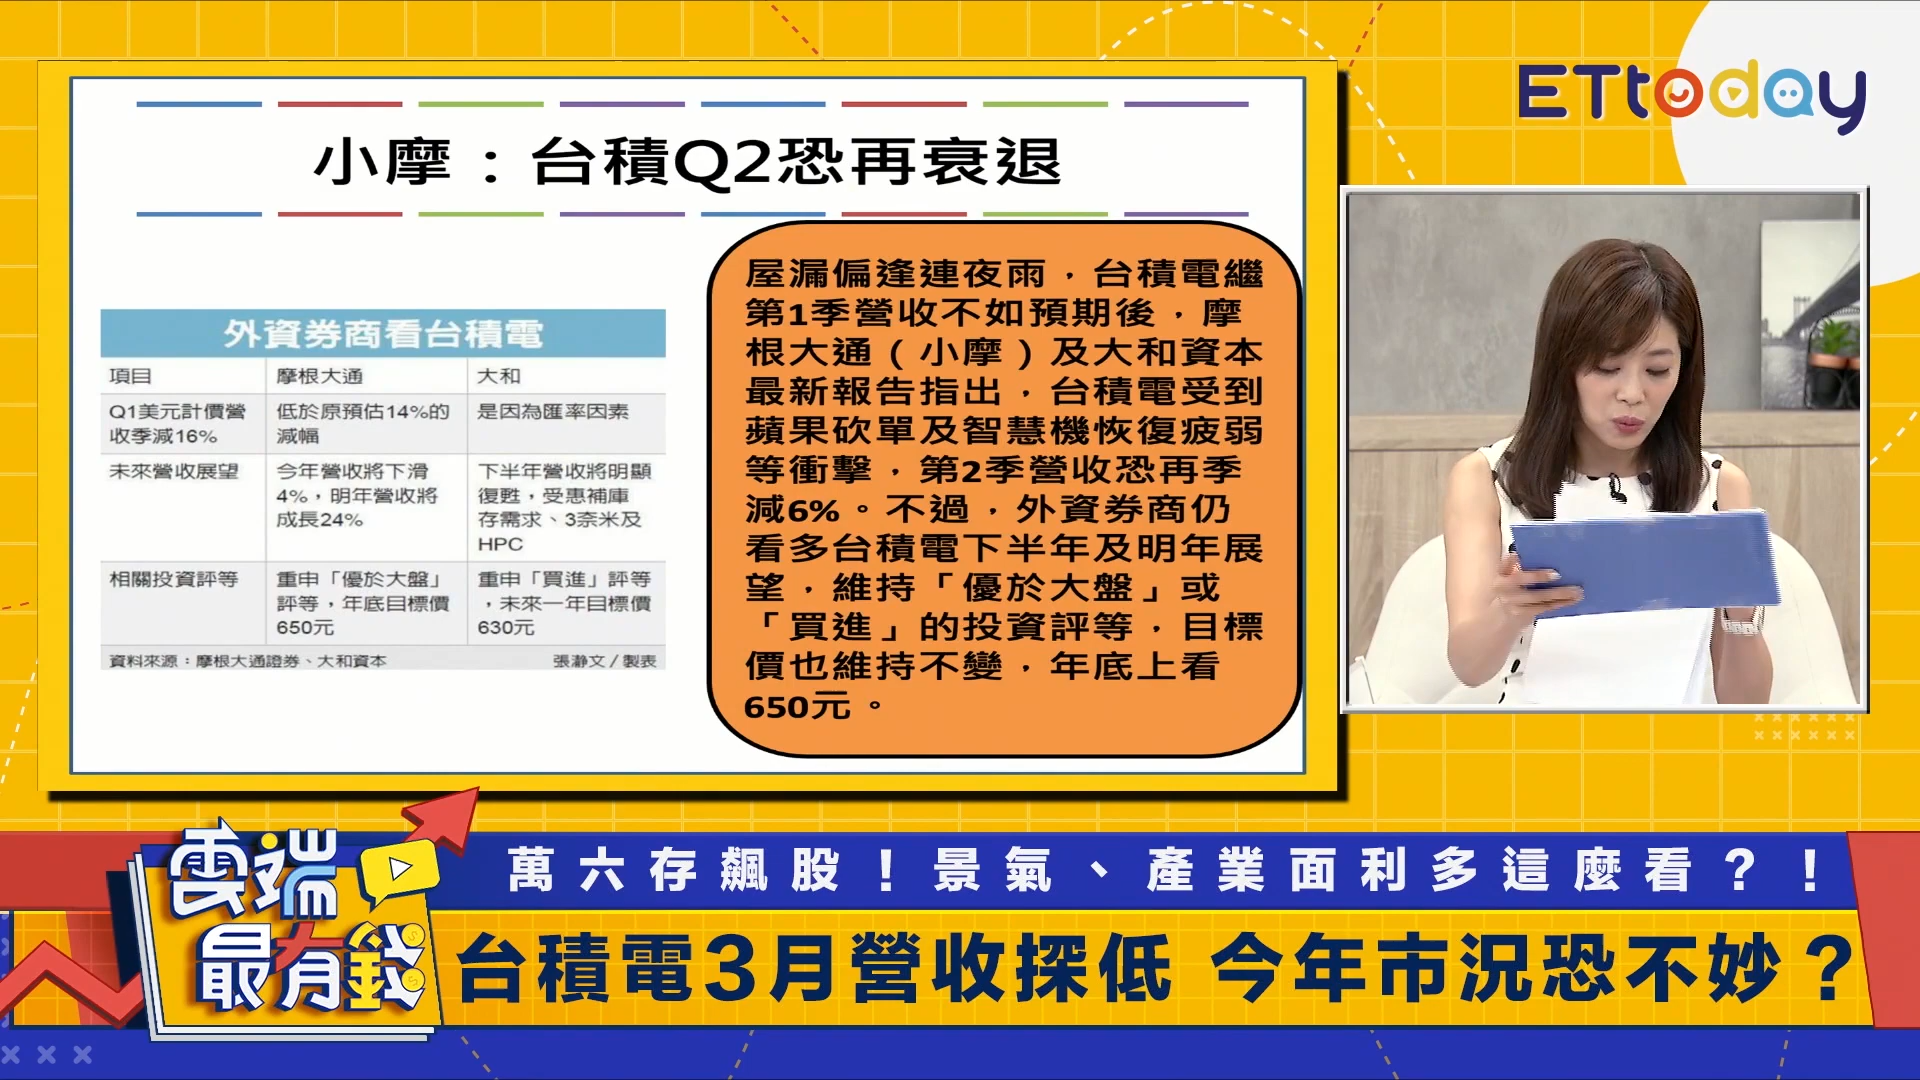 ETtoday
小摩：台積Q2恐再衰退
外資券商看台積電
項目 摩根大通 大和
Q1美元計價營收季減16% 低於原預估14%的減幅 是因為匯率因素
未來營收展望 今年營收將下滑4%，明年營收將成長24% 下半年營收將明顯復甦，受惠補庫存需求、3奈米及HPC
相關投資評等 重申「優於大盤」評等，年底目標價650元 重申「買進」評等，未來一年目標價630元
資料來源：摩根大通證券、大和資本 張瀞文／製表
屋漏偏逢連夜雨，台積電繼
第1季營收不如預期後，摩
根大通（小摩）及大和資本
最新報告指出，台積電受到
蘋果砍單及智慧機恢復疲弱
等衝擊，第2季營收恐再季
減6%。不過，外資券商仍
看多台積電下半年及明年展
望，維持「優於大盤」或
「買進」的投資評等，目標
價也維持不變，年底上看
650元。
雲端
最有錢
萬六存飆股！景氣、產業面利多這麼看？！
台積電3月營收探低 今年市況恐不妙？